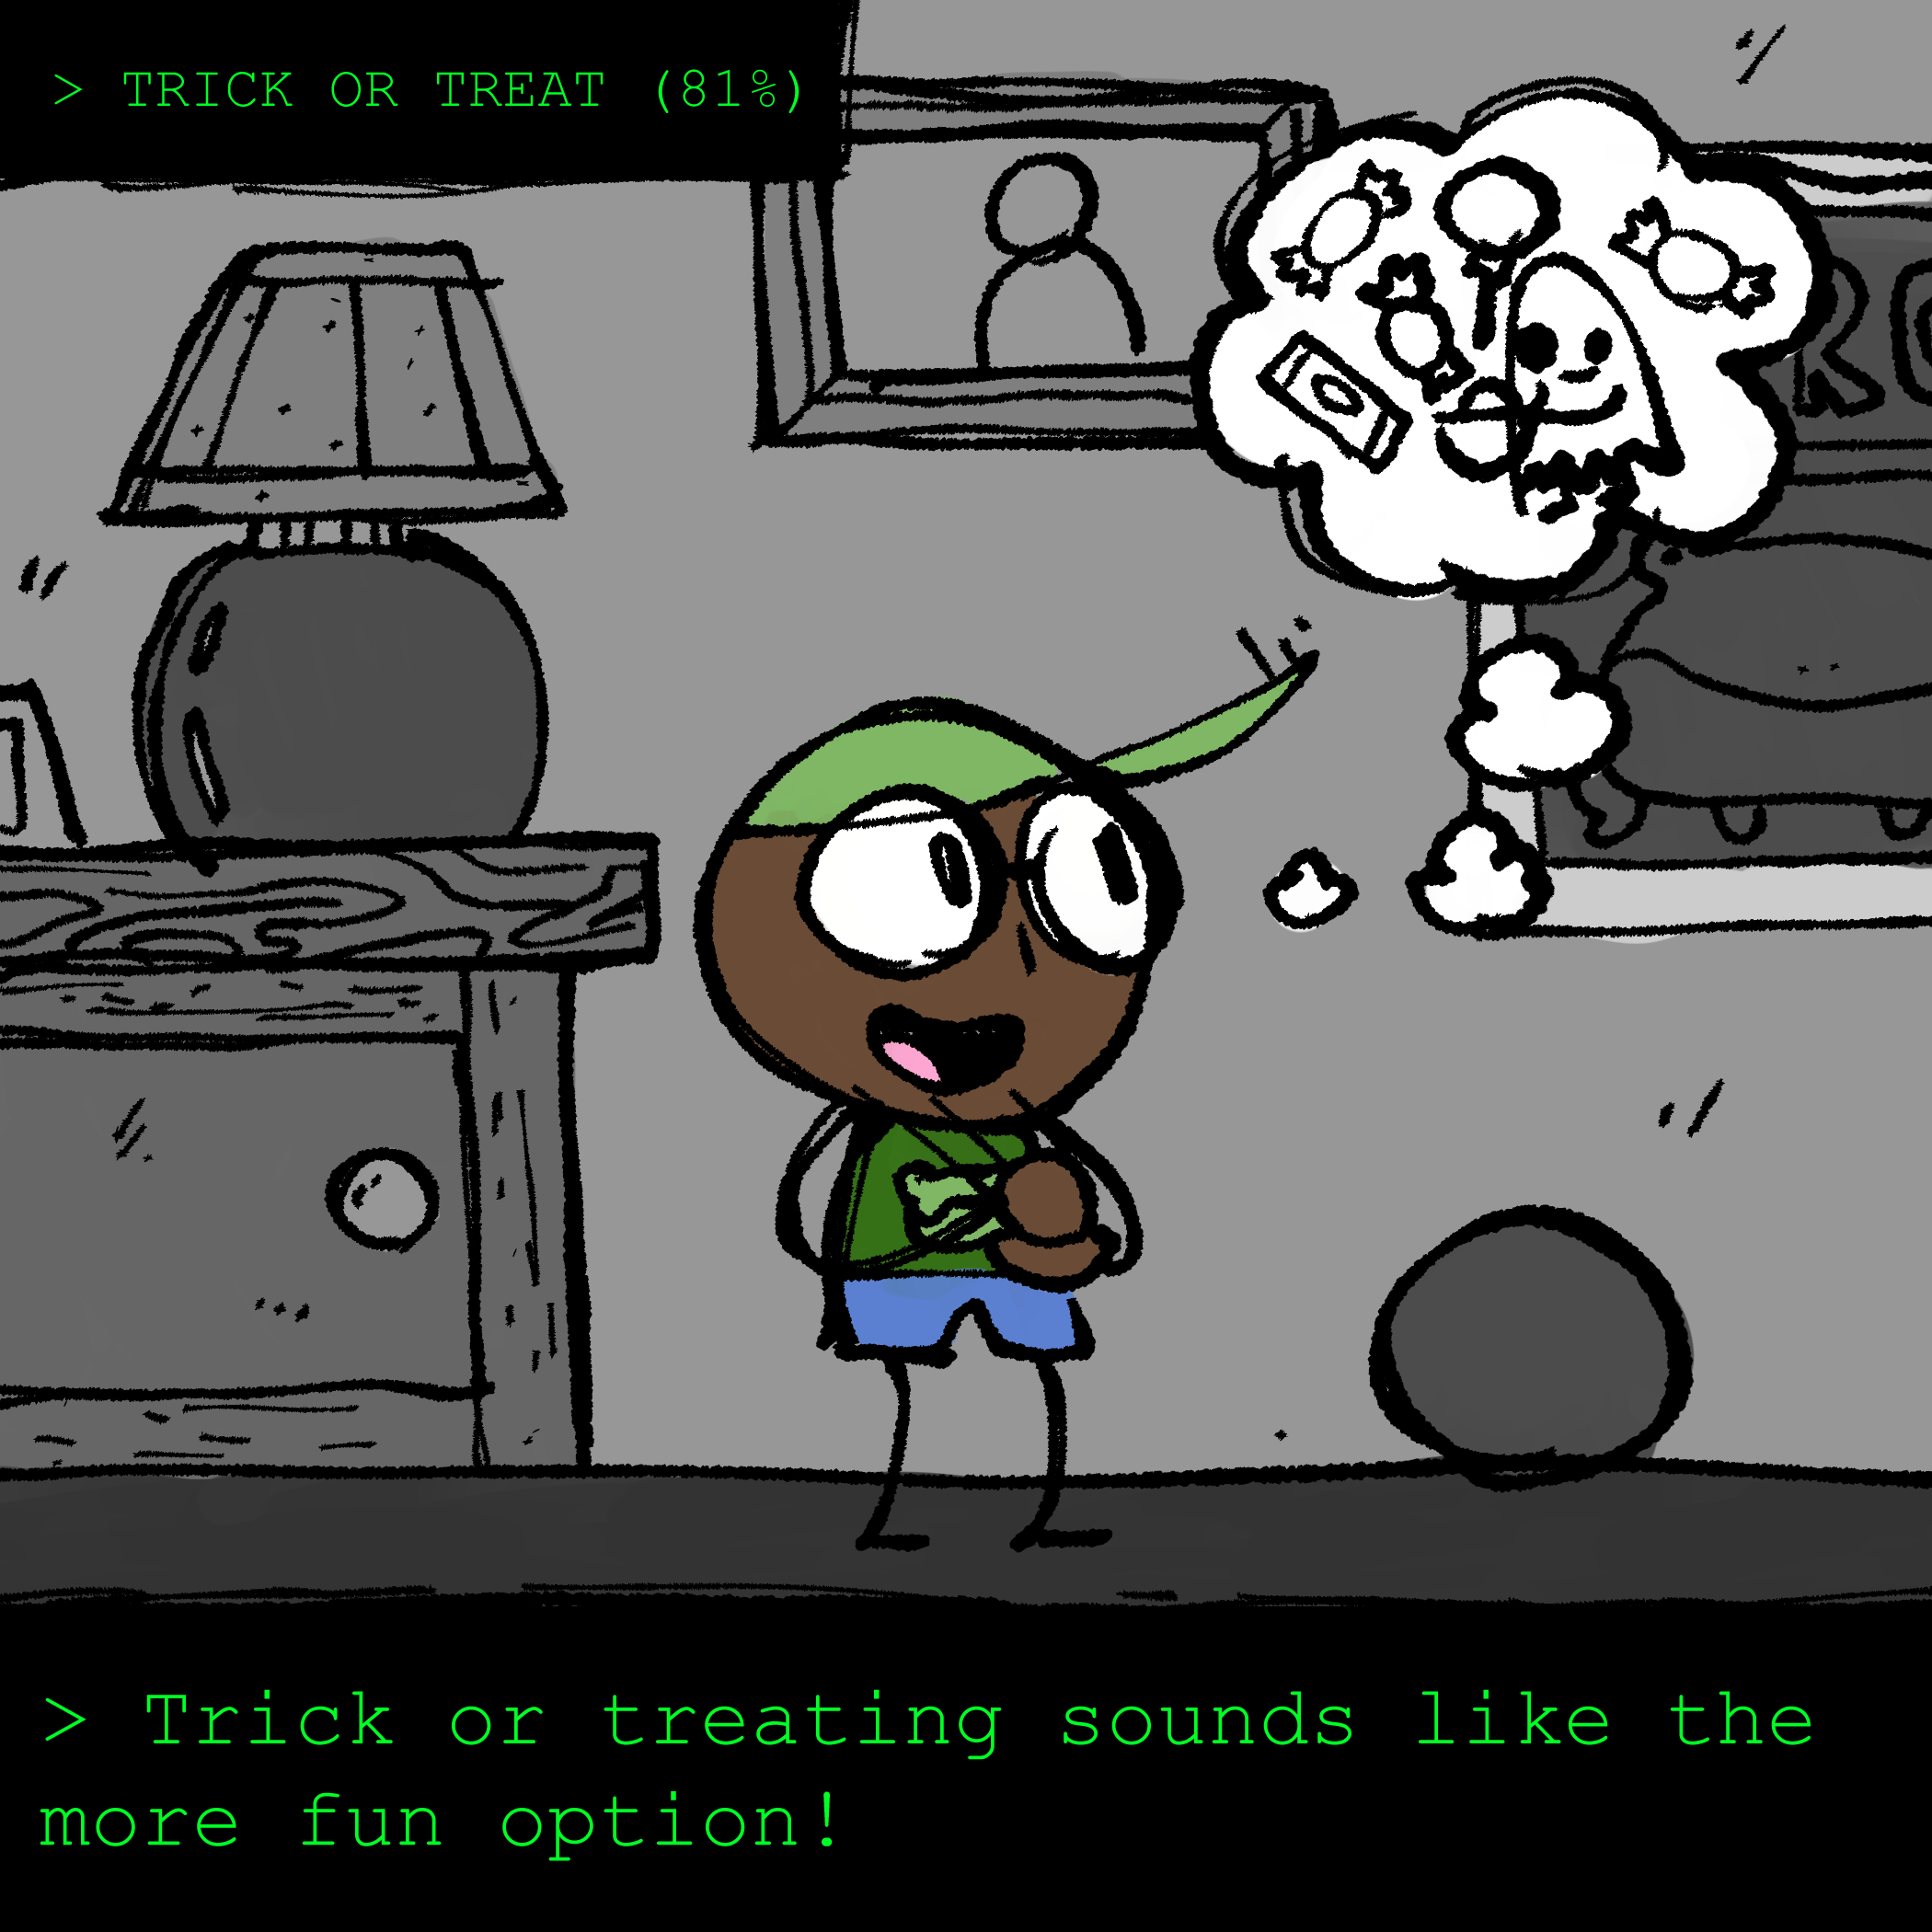 > TRICK OR TREAT (81%)
> Trick or treating sounds like the
more fun option!